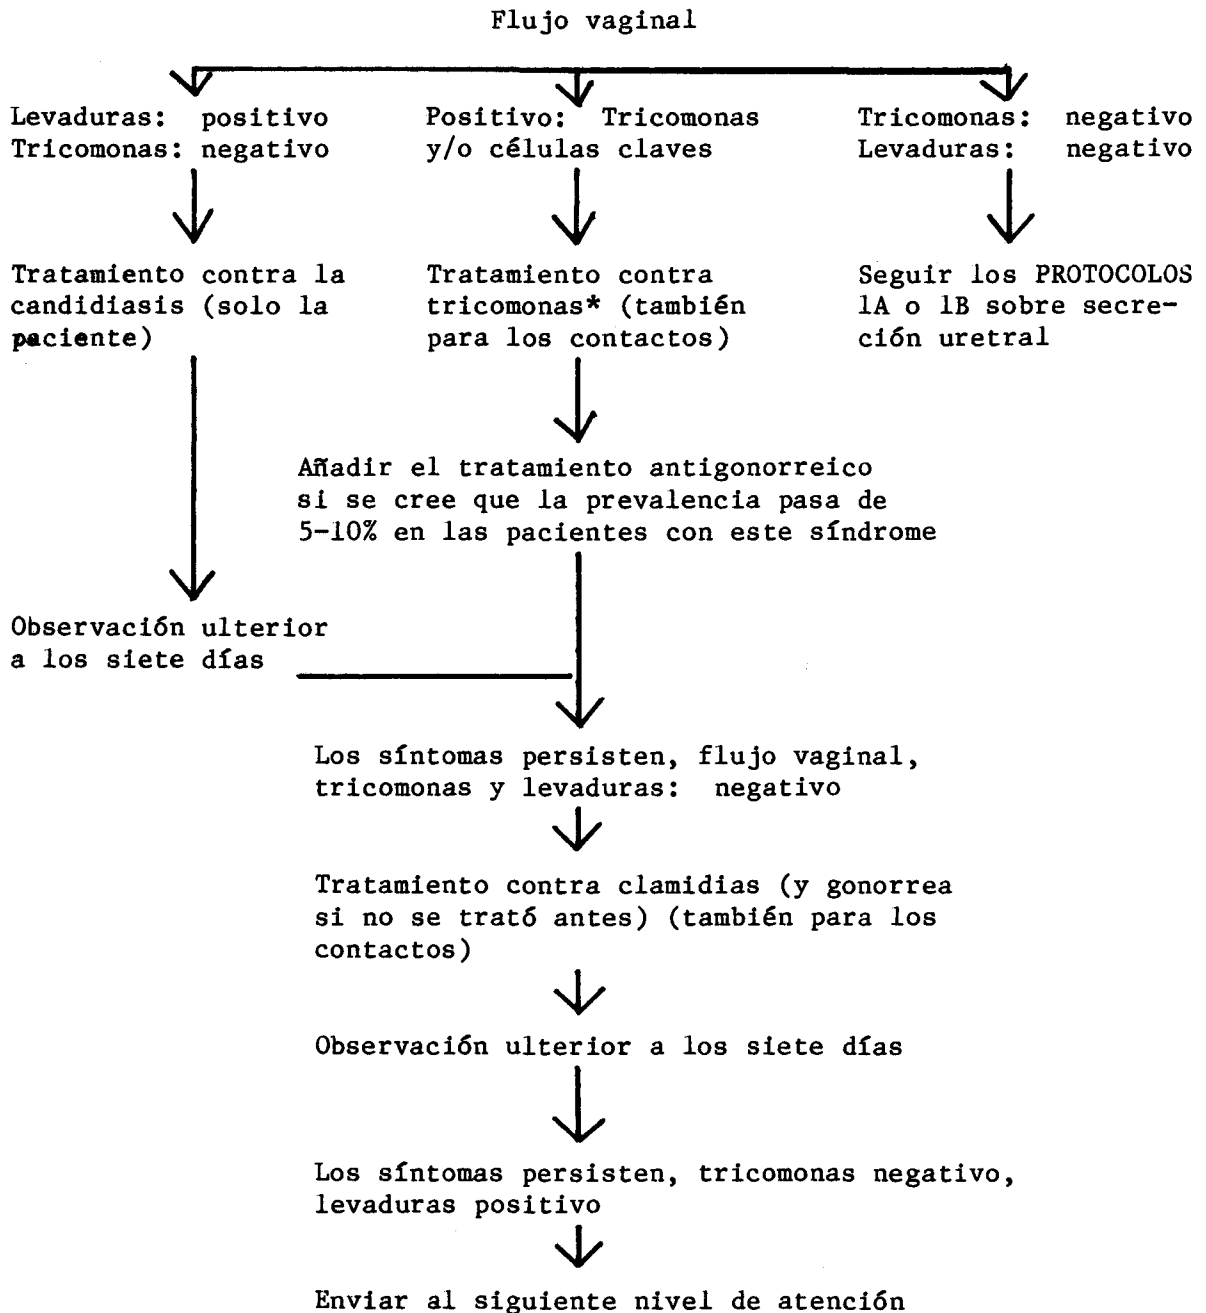 Flujo vaginal
Levaduras: positivo
Tricomonas: negativo
Positivo: Tricomonas
y/o células claves
Tricomonas: negativo
Levaduras: negativo
Tratamiento contra la
candidiasis (solo la
paciente)
Tratamiento contra
tricomonas* (también
para los contactos)
Seguir los PROTOCOLOS
1A o 1B sobre secre-
ción uretral
Añadir el tratamiento antigonorreico
si se cree que la prevalencia pasa de
5-10% en las pacientes con este síndrome
Observación ulterior
a los siete días
Los síntomas persisten, flujo vaginal,
tricomonas y levaduras: negativo
Tratamiento contra clamidias (y gonorrea
si no se trató antes) (también para los
contactos)
Observación ulterior a los siete días
Los síntomas persisten, tricomonas negativo,
levaduras positivo
Enviar al siguiente nivel de atención